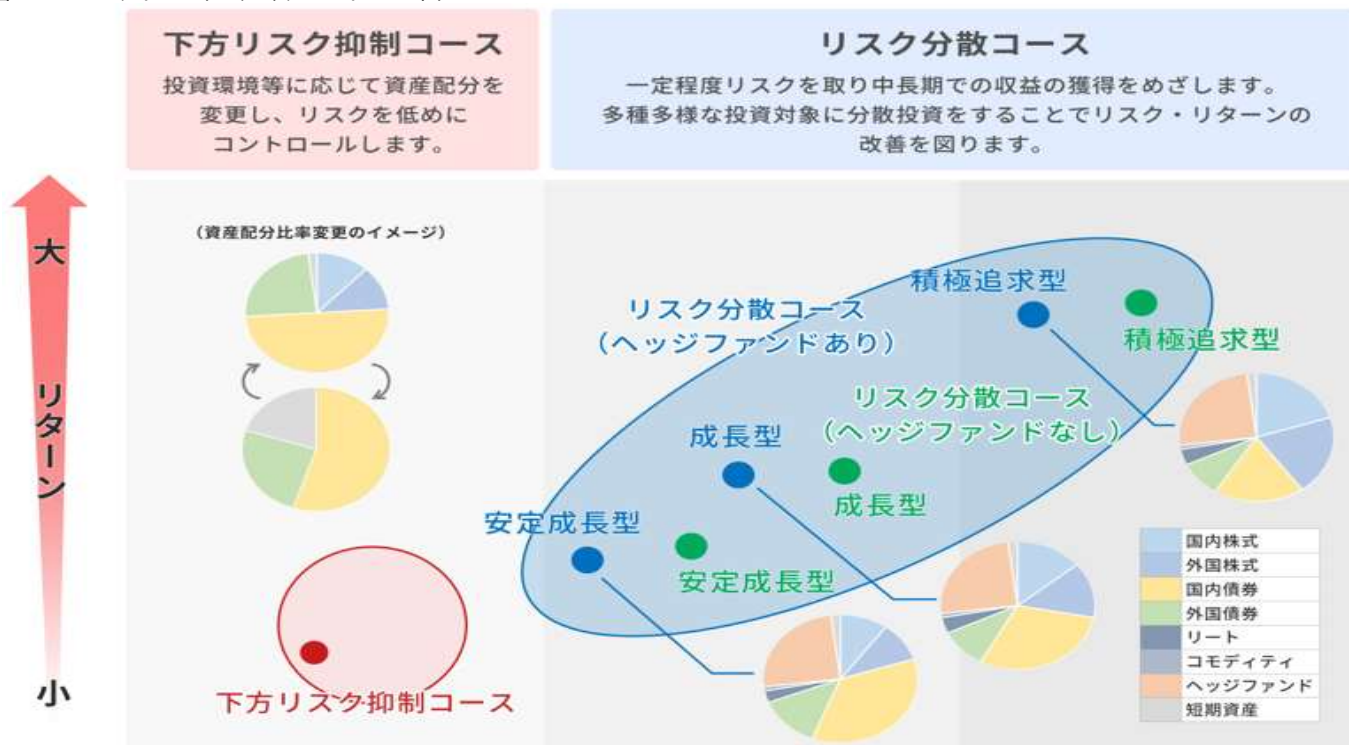 下方リスク抑制コース
投資環境等に応じて資産配分を
変更し、リスクを低めに
コントロールします。
リスク分散コース
一定程度リスクを取り中長期での収益の獲得をめざします。
多種多様な投資対象に分散投資をすることでリスク・リターンの
改善を図ります。
大
リターン
小
(資産配分比率変更のイメージ)
下方リスク抑制コース
リスク分散コース
(ヘッジファンドあり)
積極追求型
積極追求型
リスク分散コース
(ヘッジファンドなし)
成長型
成長型
安定成長型
安定成長型
国内株式
外国株式
国内債券
外国債券
リート
コモディティ
ヘッジファンド
短期資産